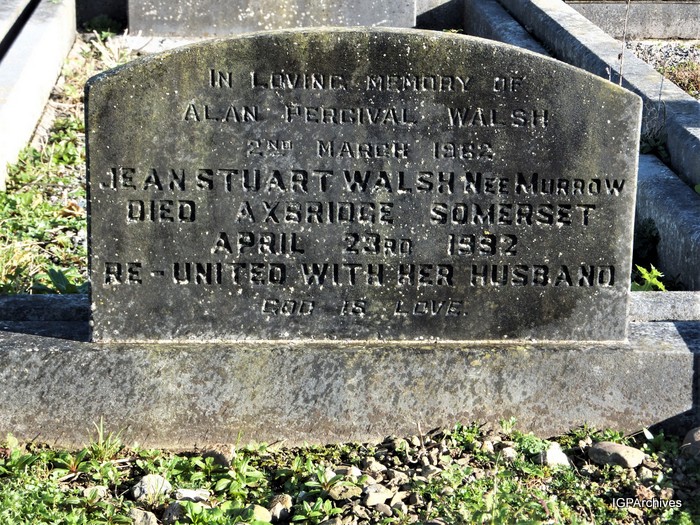 IN LOVING MEMORY OF
ALAN PERCIVAL WALSH
2ND MARCH 1962
JEAN STUART WALSH NEE MURROW
DIED AXBRIDGE SOMERSET
APRIL 23RD 1992
RE-UNITED WITH HER HUSBAND
GOD IS LOVE.
IGPArchives